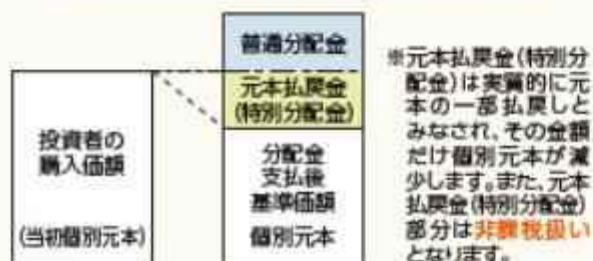 普通分配金
元本払戻金
(特別分配金)
投資者の
購入価額
(当初個別元本)
分配金
支払後
基準価額
個別元本
※元本払戻金(特別分
配金)は実質的に元
本の一部払戻しと
みなされ、その金額
だけ個別元本が減
少します。また、元本
払戻金(特別分配金)
部分は非課税扱い
となります。